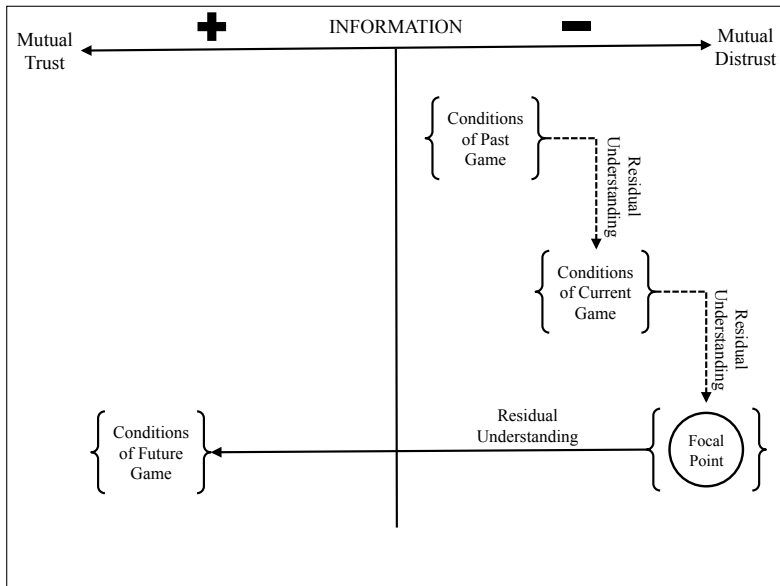 INFORMATION
Mutual
Trust
Mutual
Distrust
Conditions
of Past
Game
Residual
Understanding
Conditions
of Current
Game
Residual
Understanding
Conditions
of Future
Game
Residual
Understanding
Focal
Point